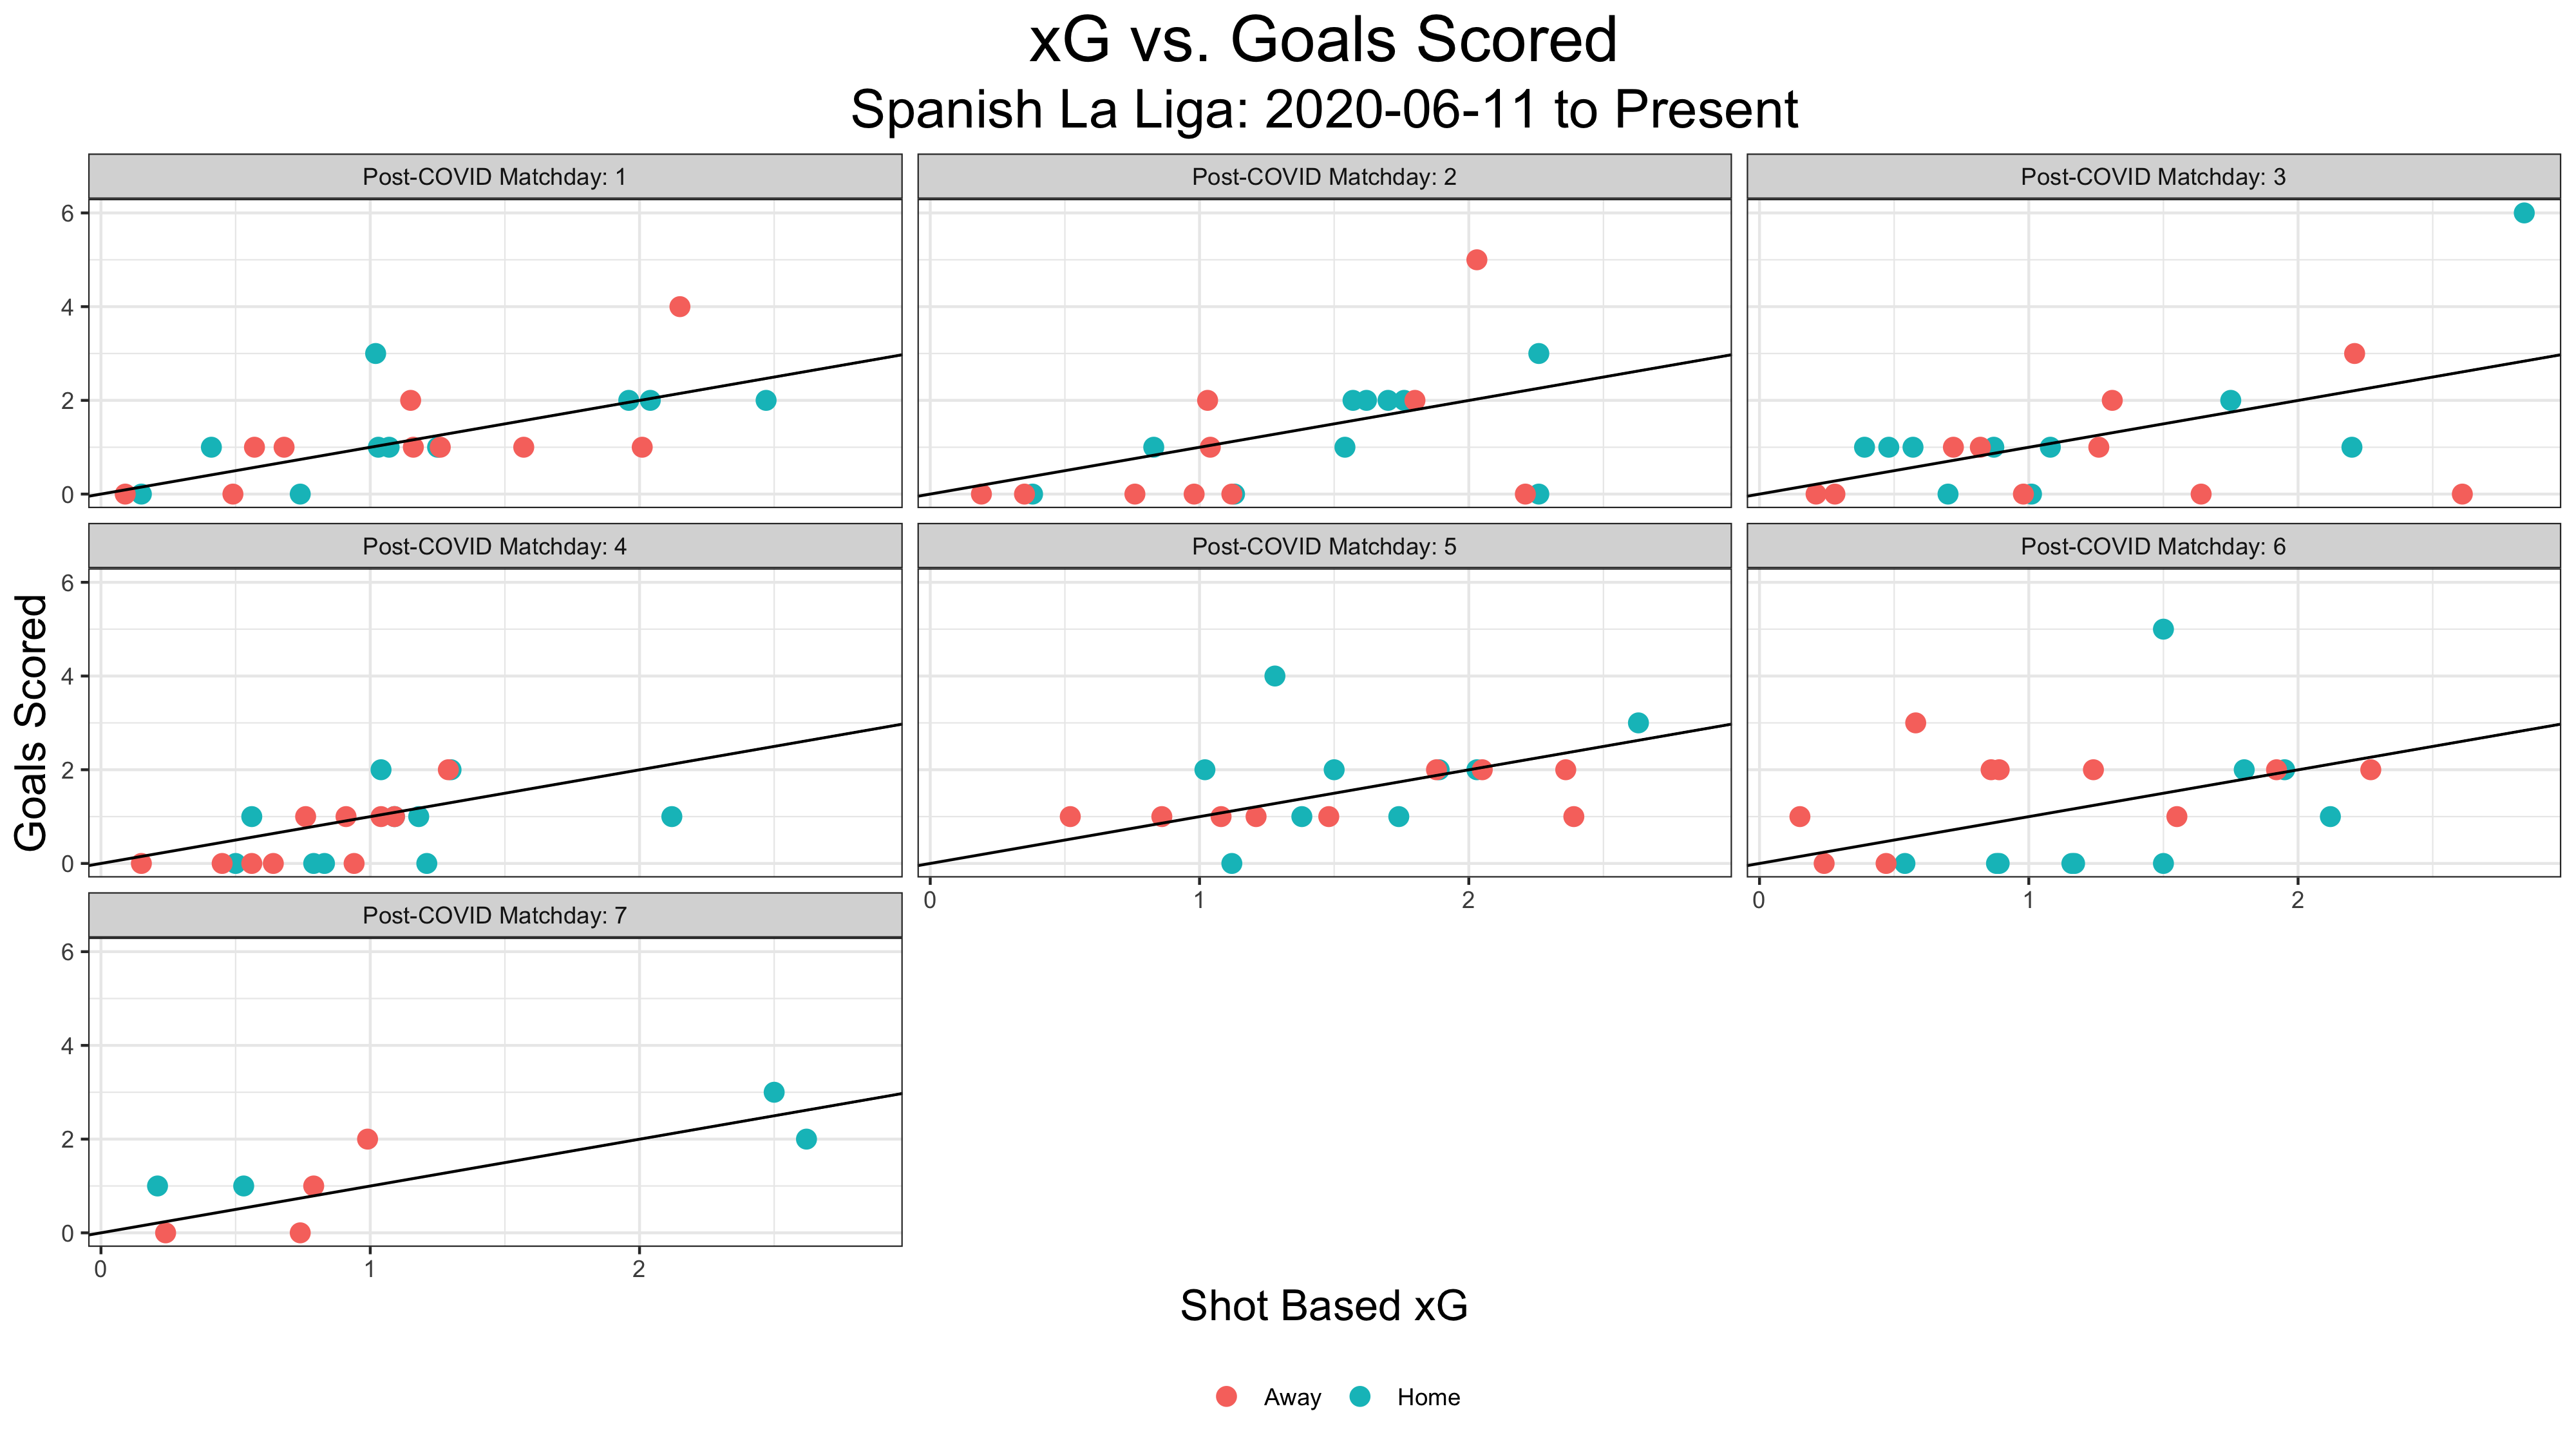 xG vs. Goals Scored
Spanish La Liga: 2020-06-11 to Present
Post-COVID Matchday: 1
Post-COVID Matchday: 2
Post-COVID Matchday: 3
6
4
2
0
Post-COVID Matchday: 4
Post-COVID Matchday: 5
Post-COVID Matchday: 6
Goals Scored
6
4
2
0
0 1 2
0 1 2
Post-COVID Matchday: 7
6
4
2
0
0 1 2
Shot Based xG
Away Home